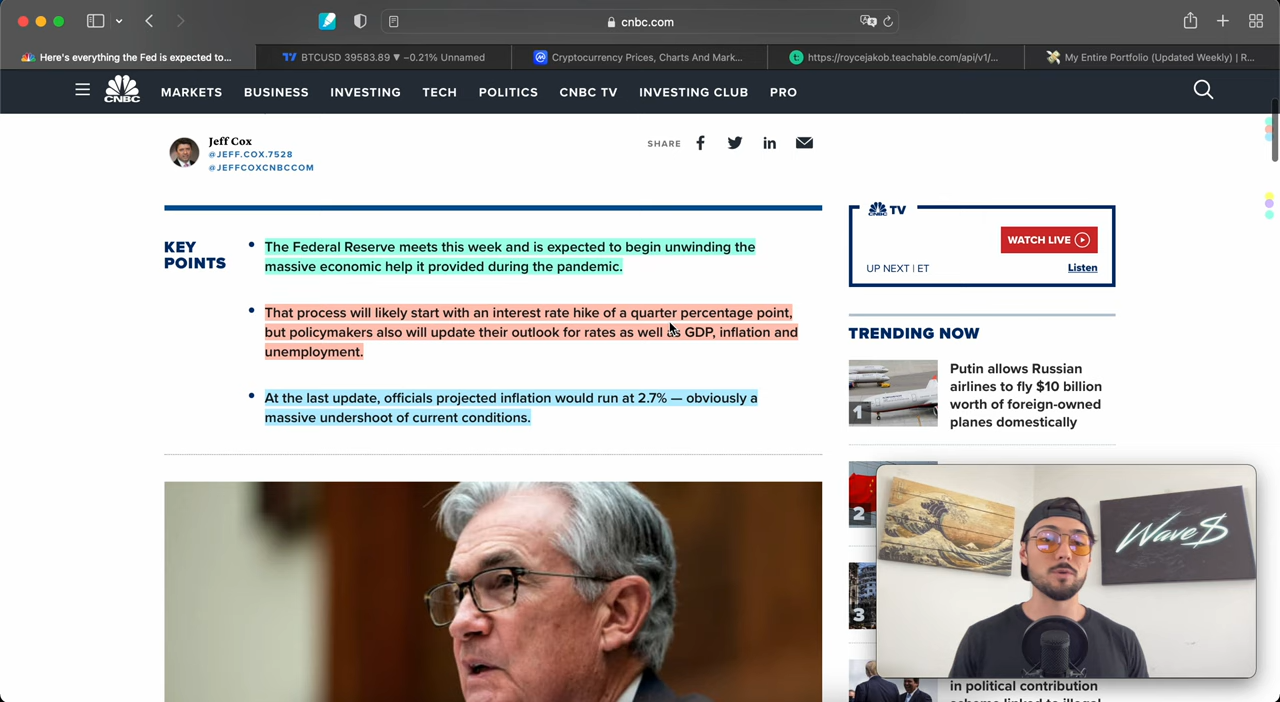 cnbc.com
Here's everything the Fed is expected to...
BTCUSD 39583.89 ▼ −0.21% Unnamed
Cryptocurrency Prices, Charts And Mark...
https://roycejakob.teachable.com/api/v1/...
My Entire Portfolio (Updated Weekly) | R...
CNBC
MARKETS
BUSINESS
INVESTING
TECH
POLITICS
CNBC TV
INVESTING CLUB
PRO
Jeff Cox
@JEFF.COX.7528
@JEFFCOXCNBCCOM
SHARE
KEY
POINTS
• The Federal Reserve meets this week and is expected to begin unwinding the
massive economic help it provided during the pandemic.
• That process will likely start with an interest rate hike of a quarter percentage point,
but policymakers also will update their outlook for rates as well as GDP, inflation and
unemployment.
• At the last update, officials projected inflation would run at 2.7% — obviously a
massive undershoot of current conditions.
CNBC TV
WATCH LIVE
UP NEXT | ET
Listen
TRENDING NOW
1
Putin allows Russian
airlines to fly $10 billion
worth of foreign-owned
planes domestically
2
3
in political contribution
Wave$